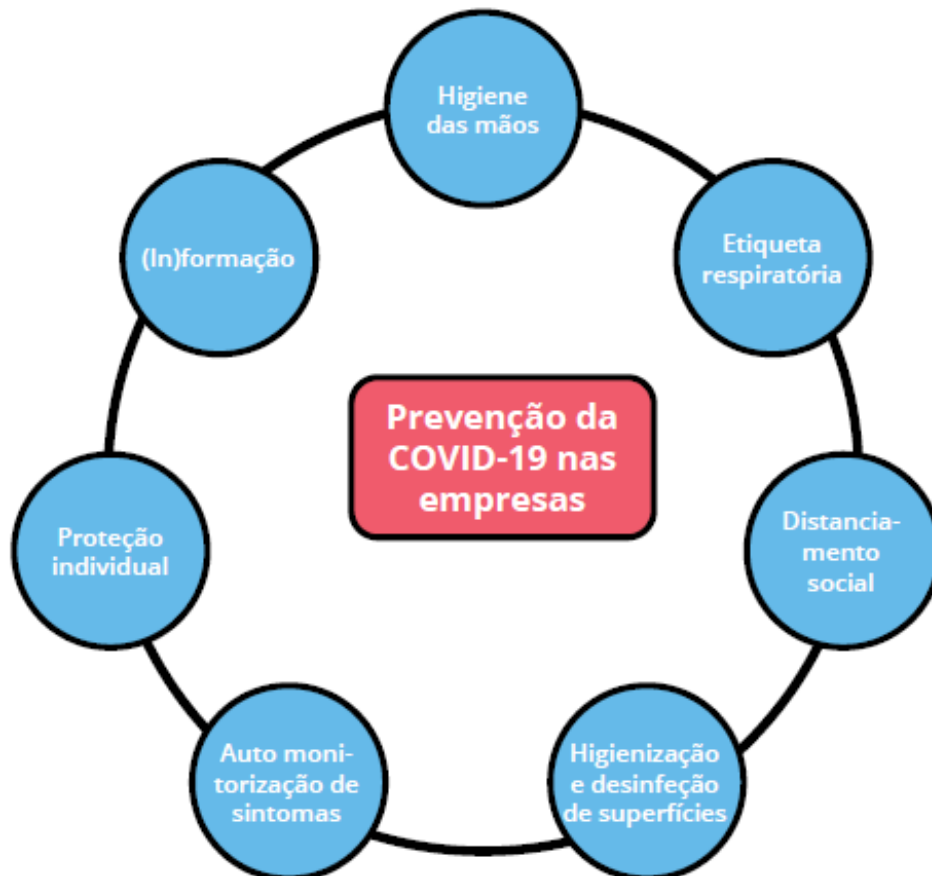 Higiene
das mãos
(In)formação
Etiqueta
respiratória
Prevenção da
COVID-19 nas
empresas
Proteção
individual
Distancia-
mento
social
Auto moni-
torização de
sintomas
Higienização
e desinfeção
de superfícies